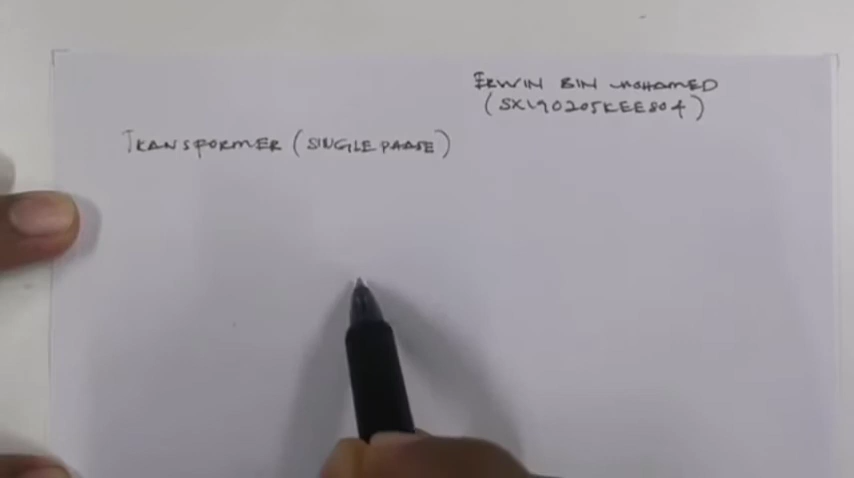 ERWIN BIN MOHAMED
(SX190205KEES04)
TRANSFORMER (SINGLE PHASE)